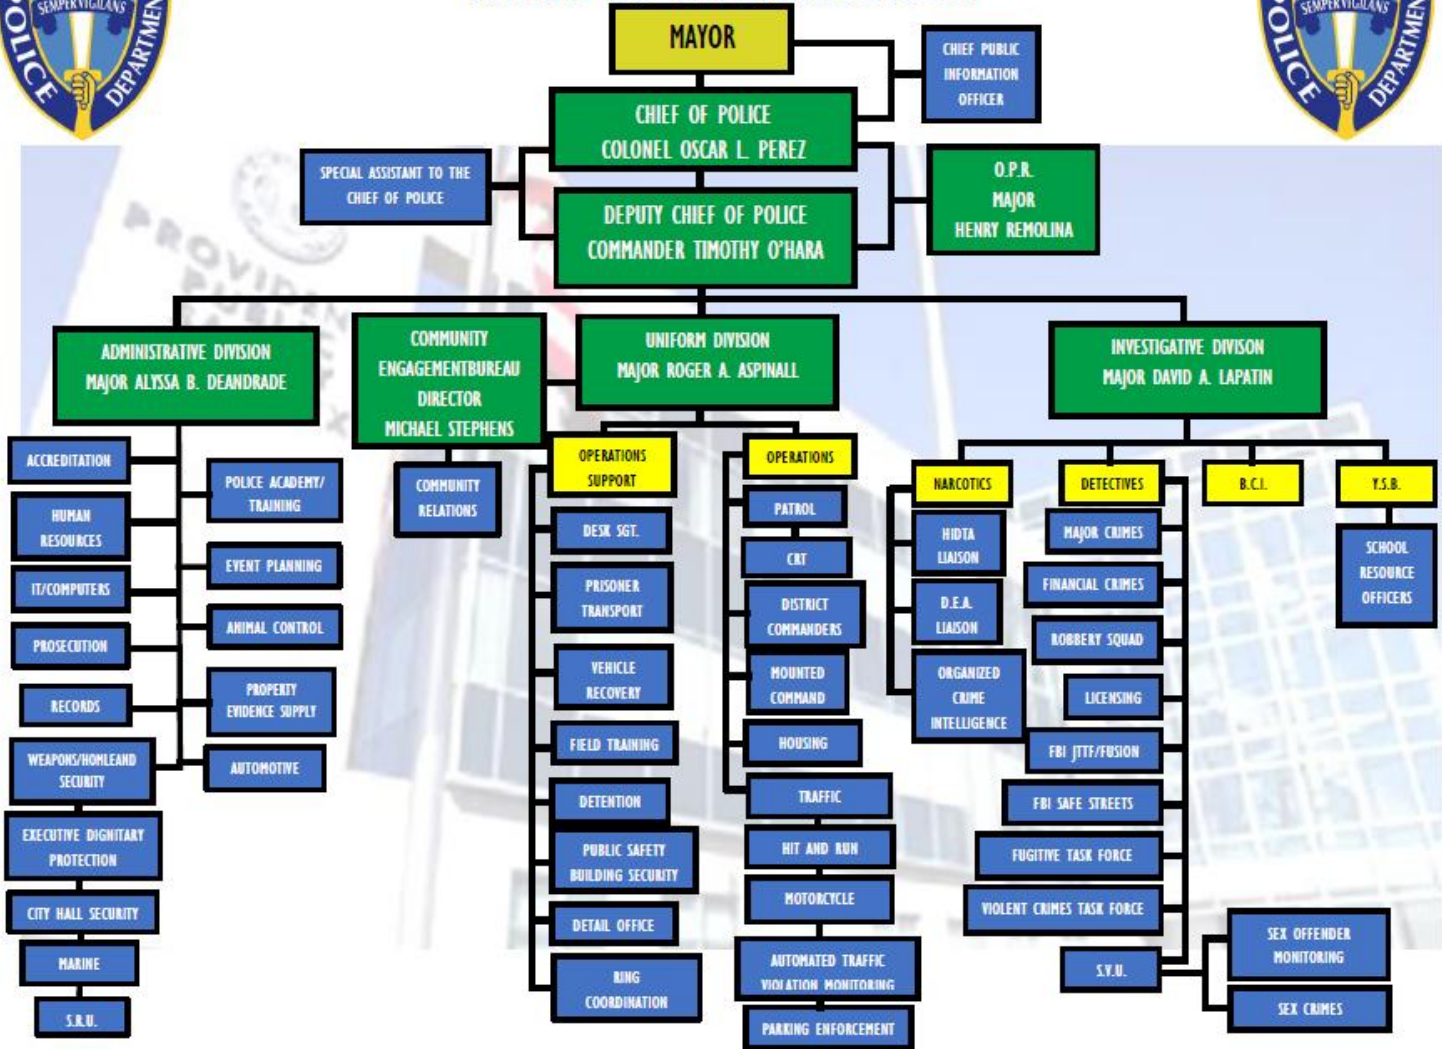 SEMPER VIGILANS
POLICE
DEPARTMENT
SEMPER VIGILANS
POLICE
DEPARTMENT
MAYOR
CHIEF PUBLIC
INFORMATION
OFFICER
CHIEF OF POLICE
COLONEL OSCAR L. PEREZ
SPECIAL ASSISTANT TO THE
CHIEF OF POLICE
O.P.R.
MAJOR
HENRY REMOLINA
DEPUTY CHIEF OF POLICE
COMMANDER TIMOTHY O'HARA
ADMINISTRATIVE DIVISION
MAJOR ALYSSA B. DEANDRADE
COMMUNITY
ENGAGEMENTBUREAU
DIRECTOR
MICHAEL STEPHENS
UNIFORM DIVISION
MAJOR ROGER A. ASPINALL
INVESTIGATIVE DIVISON
MAJOR DAVID A. LAPATIN
ACCREDITATION
HUMAN
RESOURCES
IT/COMPUTERS
PROSECUTION
RECORDS
WEAPONS/HOMLEAND
SECURITY
EXECUTIVE DIGNITARY
PROTECTION
CITY HALL SECURITY
MARINE
S.R.U.
POLICE ACADEMY/
TRAINING
EVENT PLANNING
ANIMAL CONTROL
PROPERTY
EVIDENCE SUPPLY
AUTOMOTIVE
COMMUNITY
RELATIONS
OPERATIONS
SUPPORT
DESK SGT.
PRISONER
TRANSPORT
VEHICLE
RECOVERY
FIELD TRAINING
DETENTION
PUBLIC SAFETY
BUILDING SECURITY
DETAIL OFFICE
RING
COORDINATION
OPERATIONS
PATROL
CRT
DISTRICT
COMMANDERS
MOUNTED
COMMAND
HOUSING
TRAFFIC
HIT AND RUN
MOTORCYCLE
AUTOMATED TRAFFIC
VIOLATION MONITORING
PARKING ENFORCEMENT
NARCOTICS
HIDTA
LIAISON
D.E.A.
LIAISON
ORGANIZED
CRIME
INTELLIGENCE
DETECTIVES
MAJOR CRIMES
FINANCIAL CRIMES
ROBBERY SQUAD
LICENSING
FBI JTTF/FUSION
FBI SAFE STREETS
FUGITIVE TASK FORCE
VIOLENT CRIMES TASK FORCE
S.V.U.
SEX OFFENDER
MONITORING
SEX CRIMES
B.C.I.
Y.S.B.
SCHOOL
RESOURCE
OFFICERS